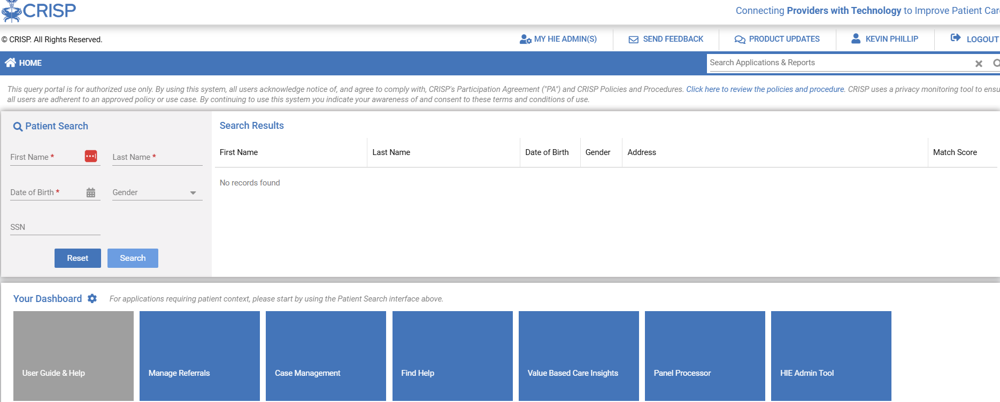 CRISP
Connecting Providers with Technology to Improve Patient Car
© CRISP. All Rights Reserved.
MY HIE ADMIN(S)
SEND FEEDBACK
PRODUCT UPDATES
KEVIN PHILLIP
LOGOUT
HOME
Search Applications & Reports
This query portal is for authorized use only. By using this system, all users acknowledge notice of, and agree to comply with, CRISP's Participation Agreement ("PA") and CRISP Policies and Procedures. Click here to review the policies and procedure. CRISP uses a privacy monitoring tool to ensu
all users are adherent to an approved policy or use case. By continuing to use this system you indicate your awareness of and consent to these terms and conditions of use.
Patient Search
First Name *
Last Name *
Date of Birth *
Gender
SSN
Reset
Search
Search Results
First Name
Last Name
Date of Birth
Gender
Address
Match Score
No records found
Your Dashboard
For applications requiring patient context, please start by using the Patient Search interface above.
User Guide & Help
Manage Referrals
Case Management
Find Help
Value Based Care Insights
Panel Processor
HIE Admin Tool